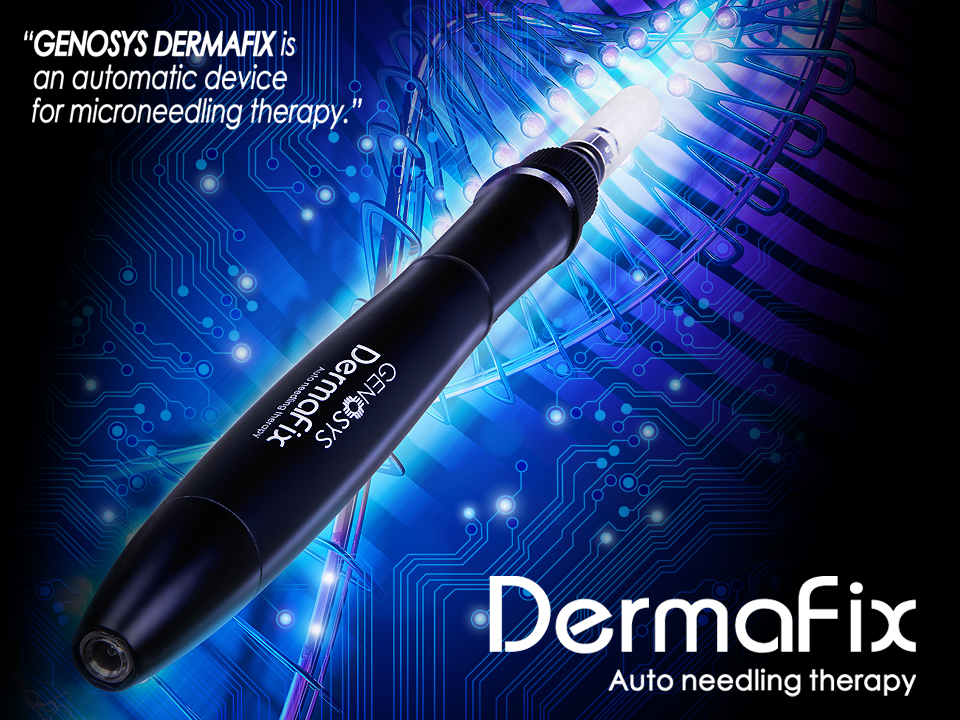 “GENOSYS DERMAFIX is
an automatic device
for microneedling therapy.”
GENOSYS
DermaFix
Auto needling therapy
DermaFix
Auto needling therapy